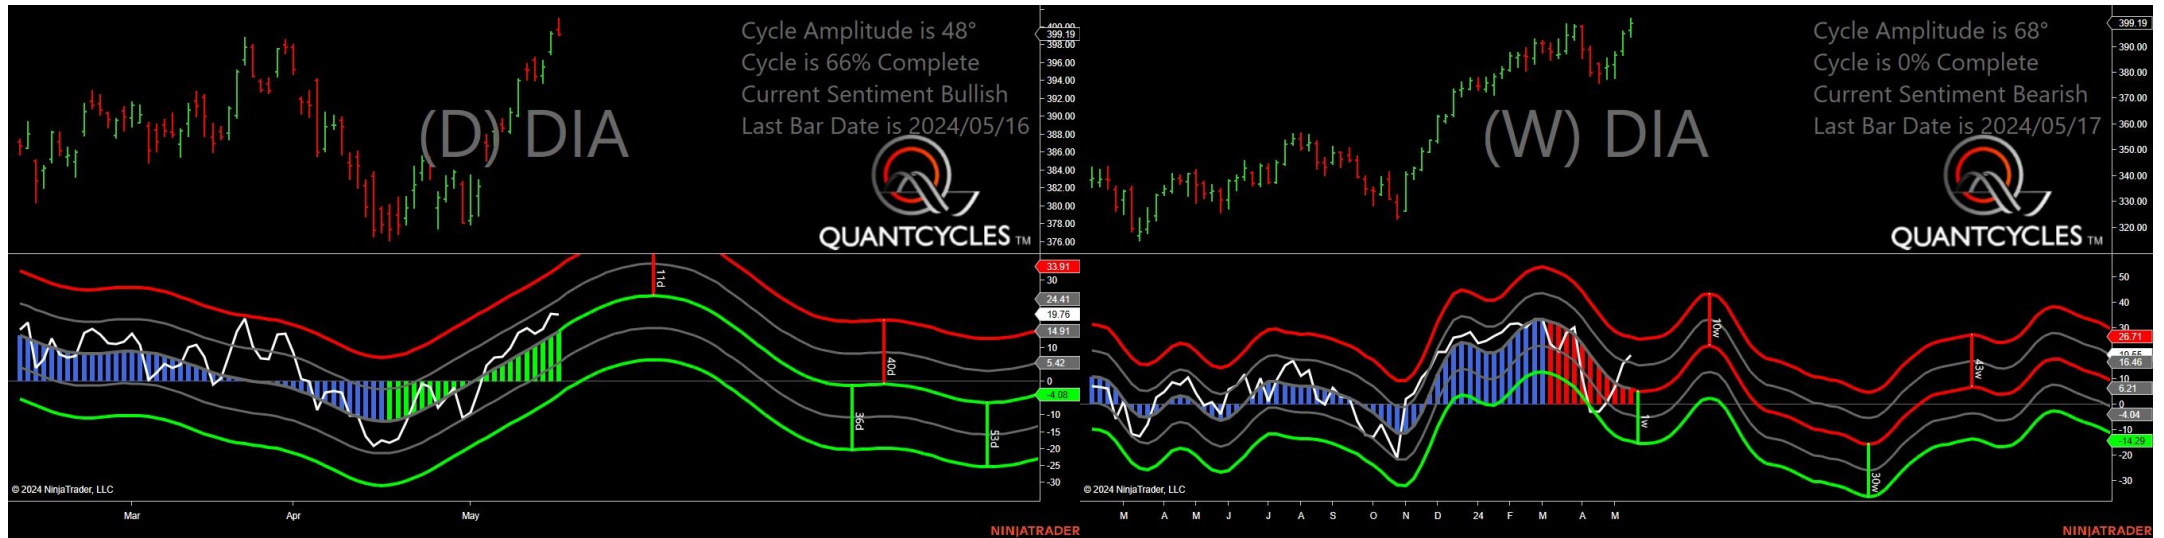 Cycle Amplitude is 48°
Cycle is 66% Complete
Current Sentiment Bullish
Last Bar Date is 2024/05/16
(D) DIA
QUANTCYCLES TM
400.00
399.19
398.00
396.00
394.00
392.00
390.00
388.00
386.00
384.00
382.00
380.00
378.00
376.00
11d
40d
36d
53d
33.91
30
24.41
19.76
14.91
10
5.42
0
-4.08
-10
-15
-20
-25
-30
© 2024 NinjaTrader, LLC
Mar
Apr
May
NINJATRADER
Cycle Amplitude is 68°
Cycle is 0% Complete
Current Sentiment Bearish
Last Bar Date is 2024/05/17
(W) DIA
QUANTCYCLES TM
399.19
390.00
380.00
370.00
360.00
350.00
340.00
330.00
320.00
10w
43w
1w
30w
50
40
30
26.71
16.46
10
6.21
0
-4.04
-14.29
-20
-30
© 2024 NinjaTrader, LLC
M A M J J A S O N D 24 F M A M
NINJATRADER